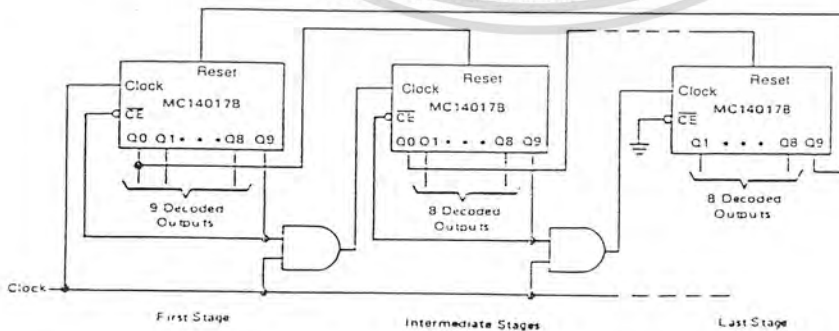 Reset
Clock
MC14017B
CE
Q0 Q1 • • • Q8 Q9
9 Decoded
Outputs
Reset
Clock
MC14017B
CE
Q0 Q1 • • • Q8 Q9
8 Decoded
Outputs
Reset
Clock
MC14017B
CE
Q1 • • • Q8 Q9
8 Decoded
Outputs
Clock
First Stage
Intermediate Stages
Last Stage